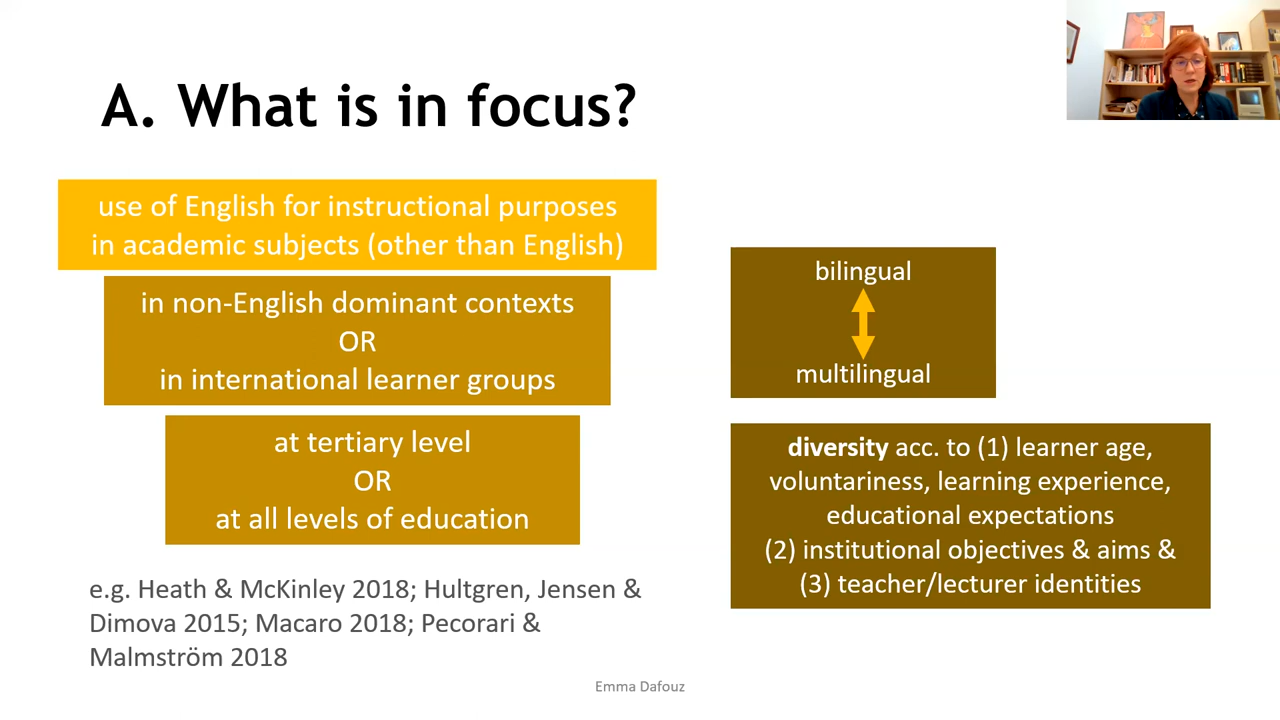 A. What is in focus?
use of English for instructional purposes
in academic subjects (other than English)
in non-English dominant contexts
OR
in international learner groups
at tertiary level
OR
at all levels of education
e.g. Heath & McKinley 2018; Hultgren, Jensen &
Dimova 2015; Macaro 2018; Pecorari &
Malmström 2018
bilingual
multilingual
diversity acc. to (1) learner age,
voluntariness, learning experience,
educational expectations
(2) institutional objectives & aims &
(3) teacher/lecturer identities
Emma Dafouz